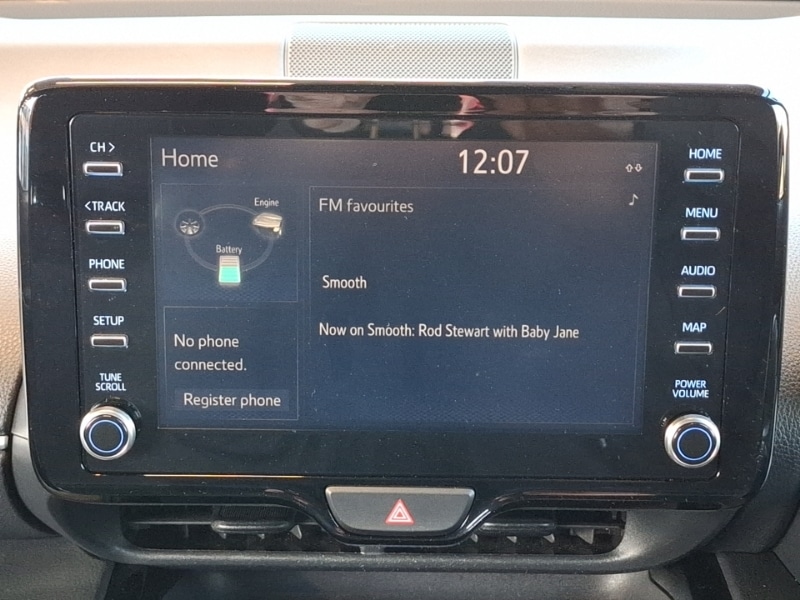 CH >
< TRACK
PHONE
SETUP
TUNE
SCROLL
Home
12:07
Engine
Battery
No phone
connected.
Register phone
FM favourites
Smooth
Now on Smooth: Rod Stewart with Baby Jane
HOME
MENU
AUDIO
MAP
POWER
VOLUME